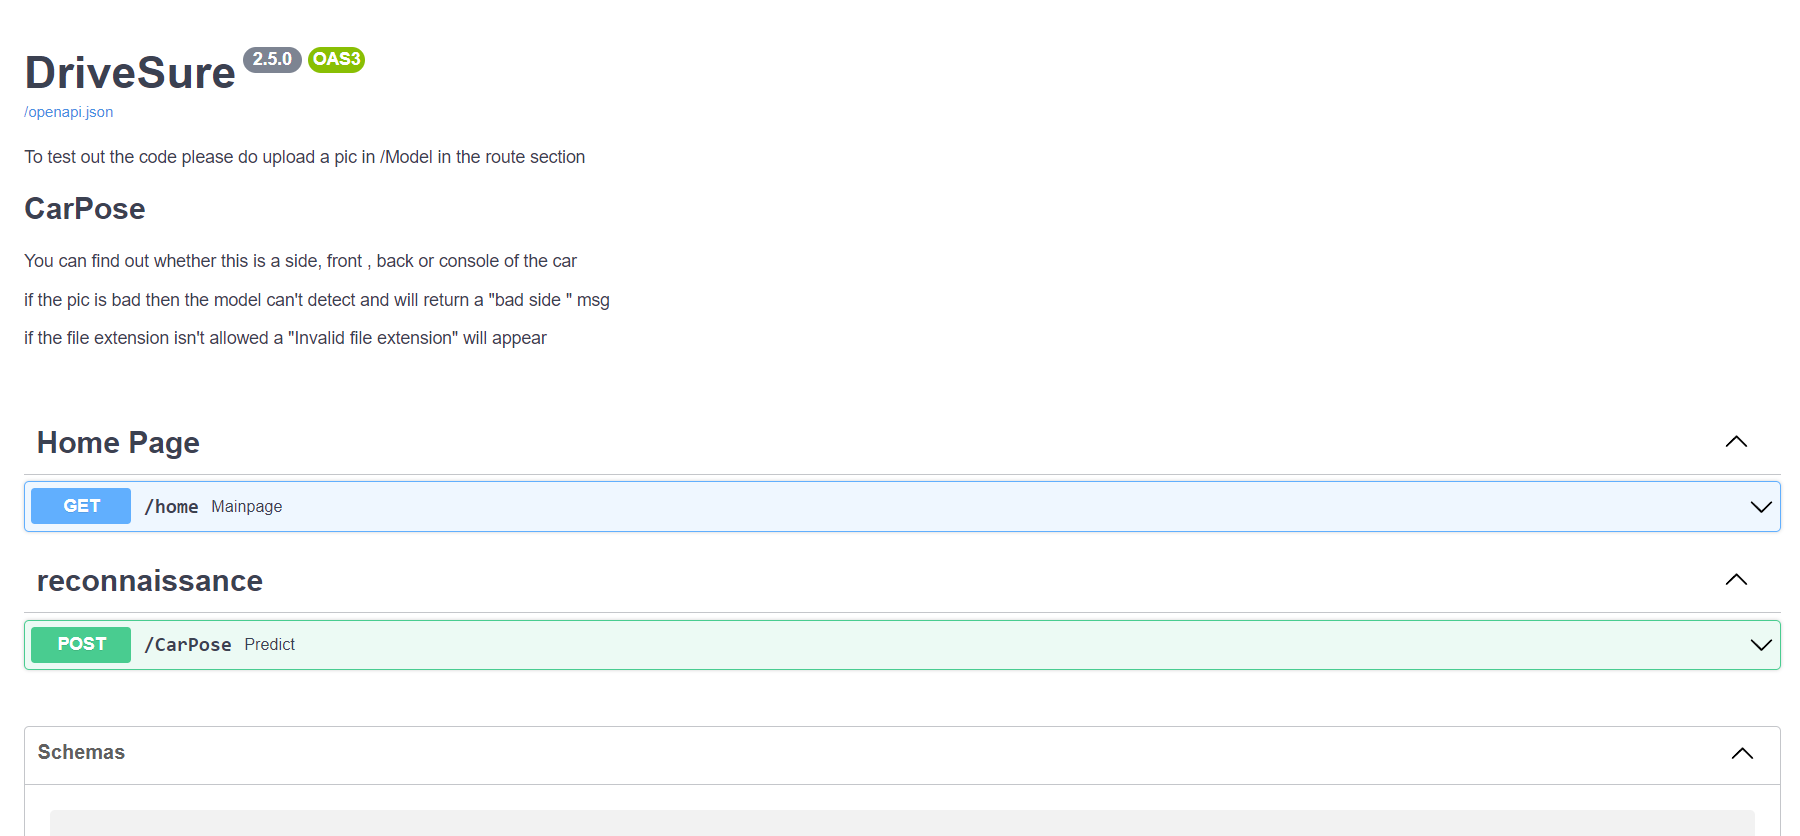 DriveSure 2.5.0 OAS3
/openapi.json
To test out the code please do upload a pic in /Model in the route section
CarPose
You can find out whether this is a side, front , back or console of the car
if the pic is bad then the model can't detect and will return a "bad side " msg
if the file extension isn't allowed a "Invalid file extension" will appear
Home Page
GET /home Mainpage
reconnaissance
POST /CarPose Predict
Schemas